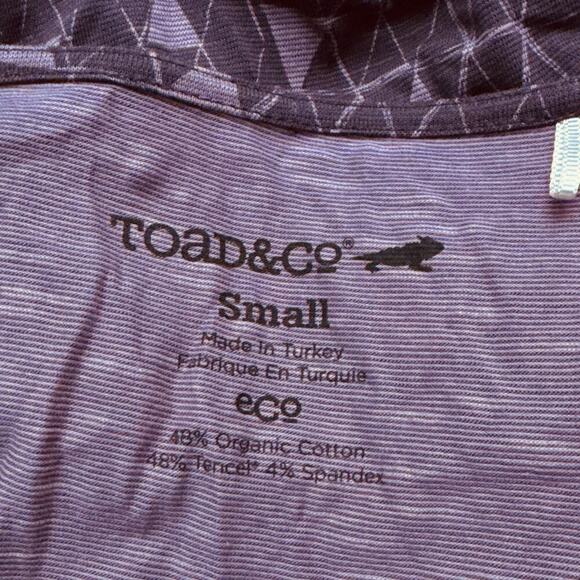 TOAD&CO®
Small
Made In Turkey
Fabrique En Turquie
eco
48% Organic Cotton
48% Tencel® 4% Spandex